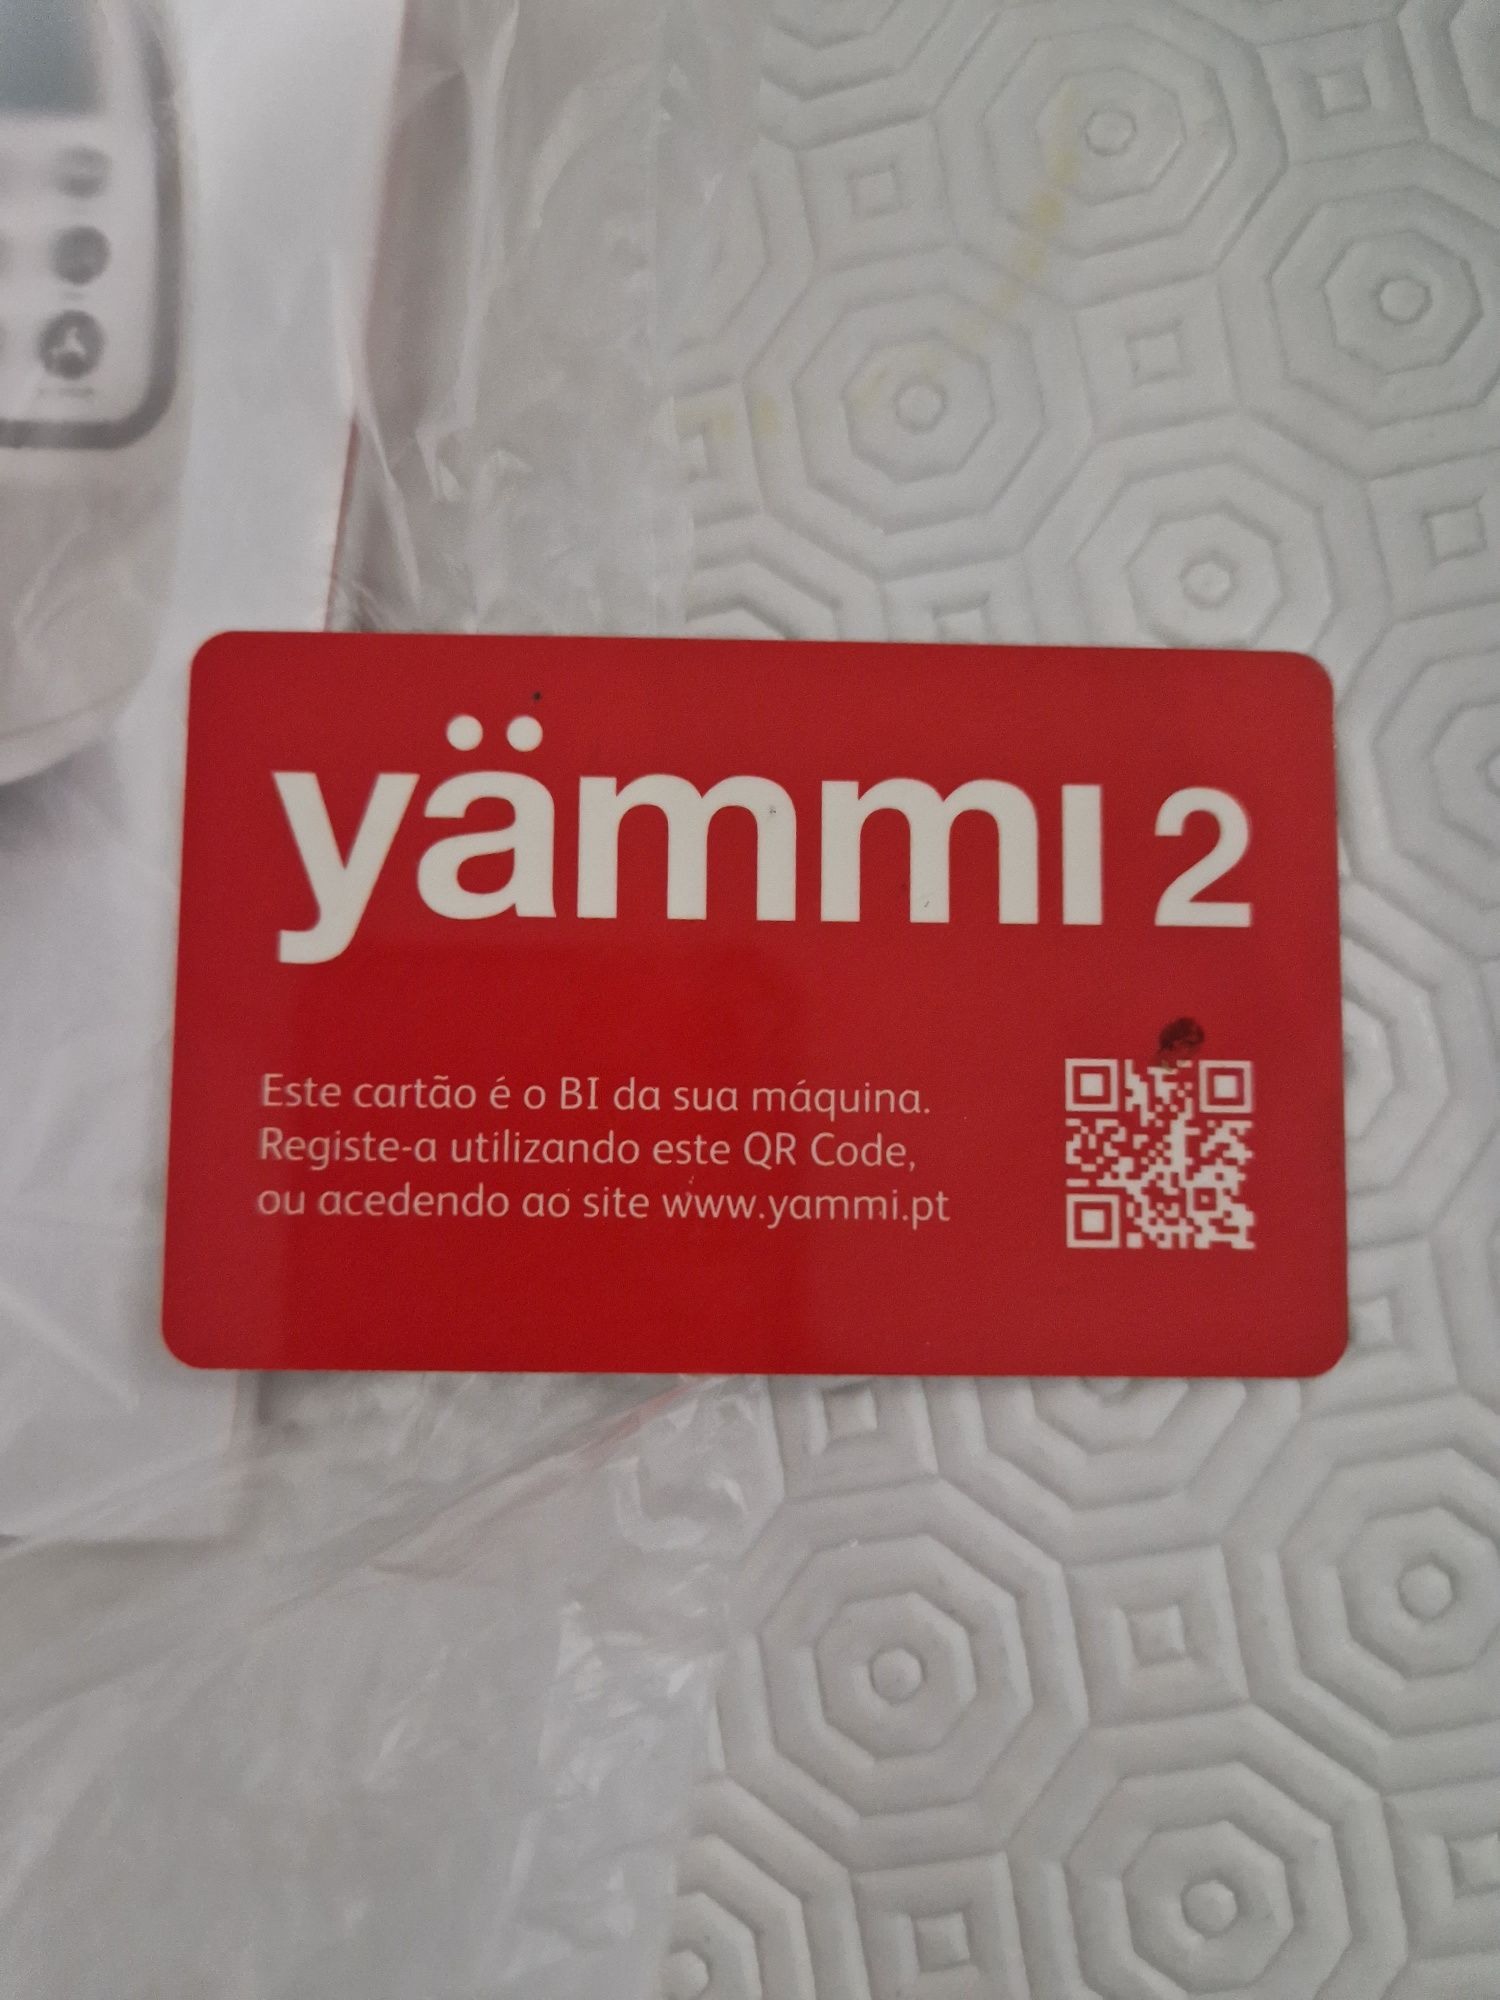 yämmı 2
Este cartão é o BI da sua máquina.
Registe-a utilizando este QR Code,
ou acedendo ao site www.yammi.pt